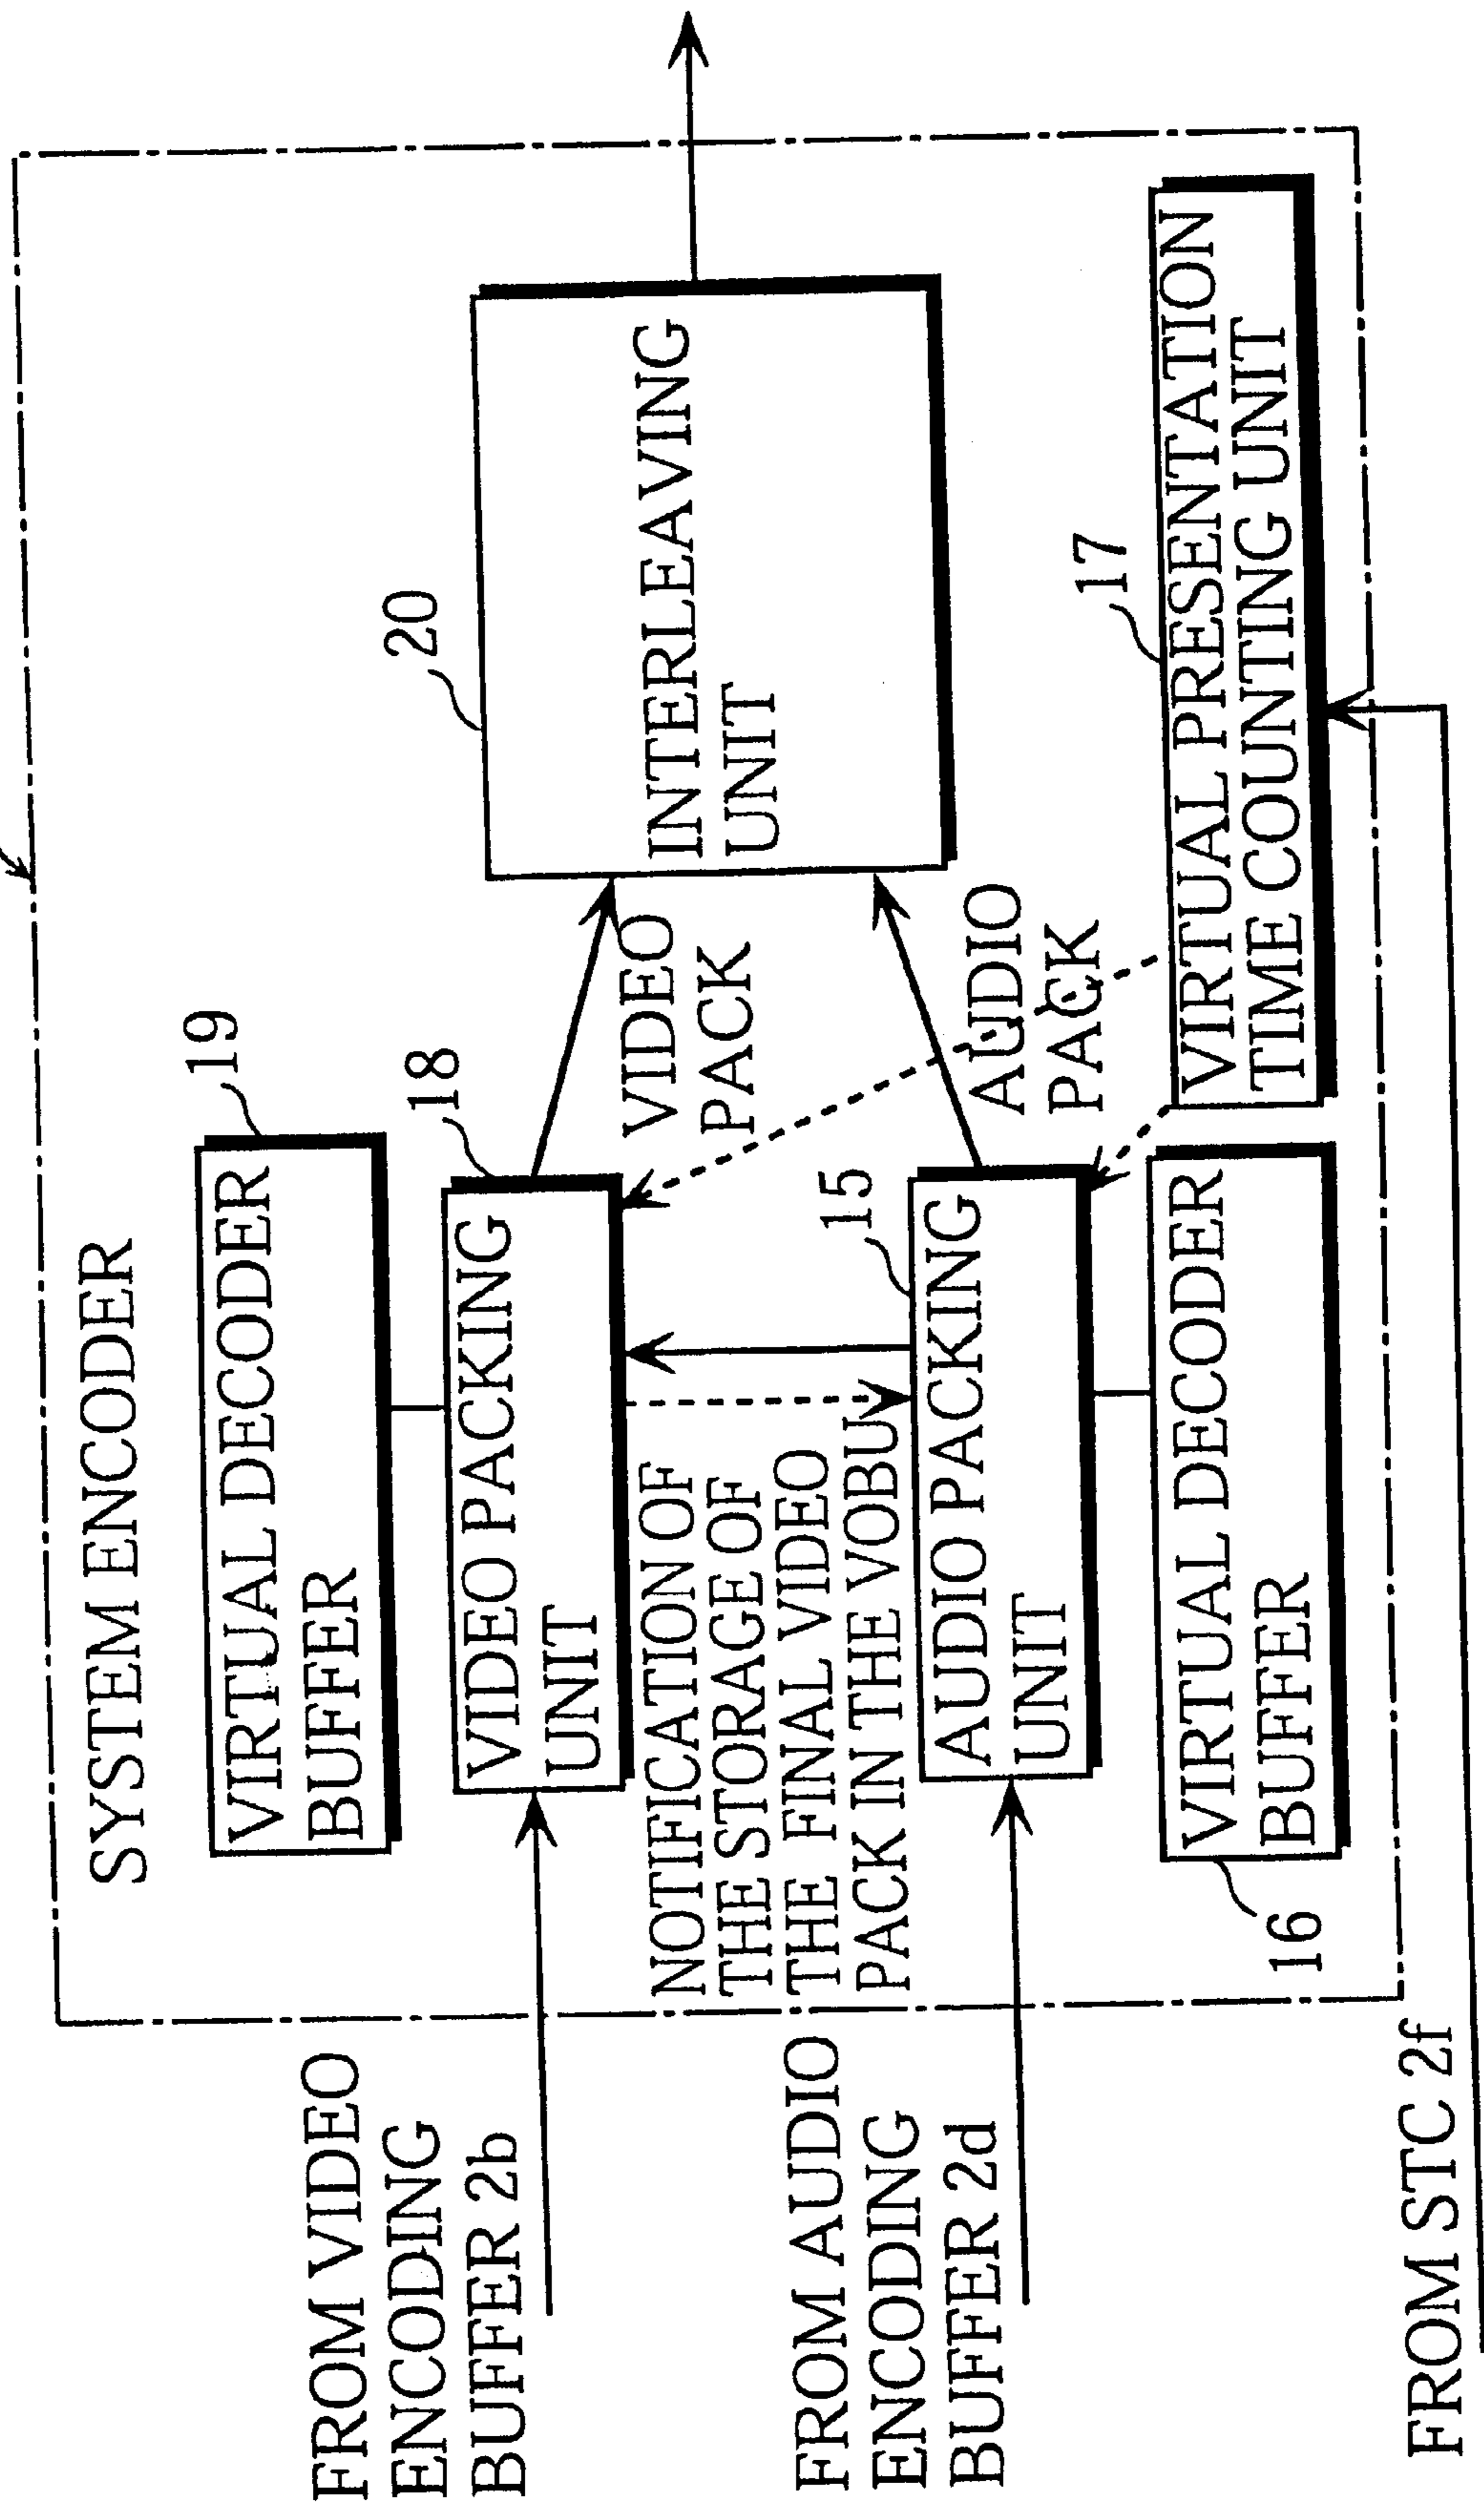 SYSTEM ENCODER
19
VIRTUAL DECODER
BUFFER
18
VIDEO PACKING
UNIT
20
INTERLEAVING
UNIT
VIDEO
PACK
FROM VIDEO
ENCODING
BUFFER 2b
NOTIFICATION OF
THE STORAGE OF
THE FINAL VIDEO
PACK IN THE VOBU
15
AUDIO PACKING
UNIT
AUDIO
PACK
FROM AUDIO
ENCODING
BUFFER 2d
16
VIRTUAL DECODER
BUFFER
17
VIRTUAL PRESENTATION
TIME COUNTING UNIT
FROM STC 2f